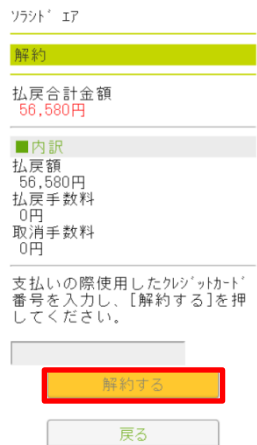 ｿﾗｼﾄﾞ ｴｱ
解約
払戻合計金額
56,580円
■内訳
払戻額
56,580円
払戻手数料
0円
取消手数料
0円
支払いの際使用したｸﾚｼﾞｯﾄｶｰﾄﾞ
番号を入力し、[解約する]を押
してください。
解約する
戻る